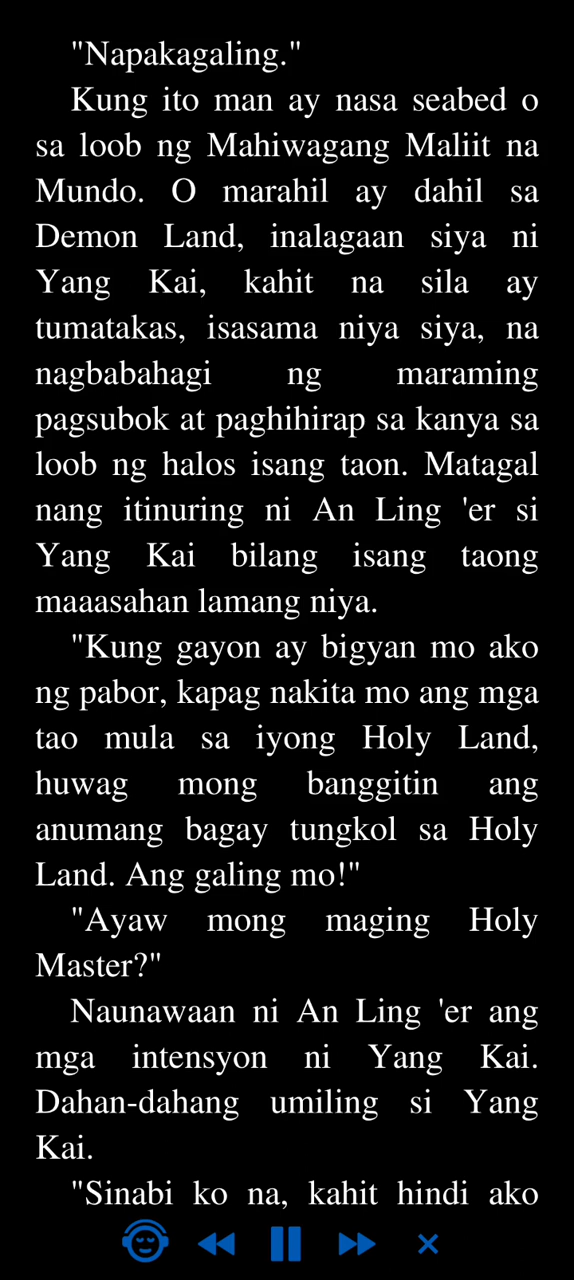 "Napakagaling."
Kung ito man ay nasa seabed o
sa loob ng Mahiwagang Maliit na
Mundo. O marahil ay dahil sa
Demon Land, inalagaan siya ni
Yang Kai, kahit na sila ay
tumatakas, isasama niya siya, na
nagbabahagi ng maraming
pagsubok at paghihirap sa kanya sa
loob ng halos isang taon. Matagal
nang itinuring ni An Ling 'er si
Yang Kai bilang isang taong
maaasahan lamang niya.
"Kung gayon ay bigyan mo ako
ng pabor, kapag nakita mo ang mga
tao mula sa iyong Holy Land,
huwag mong banggitin ang
anumang bagay tungkol sa Holy
Land. Ang galing mo!"
"Ayaw mong maging Holy
Master?"
Naunawaan ni An Ling 'er ang
mga intensyon ni Yang Kai.
Dahan-dahang umiling si Yang
Kai.
"Sinabi ko na, kahit hindi ako